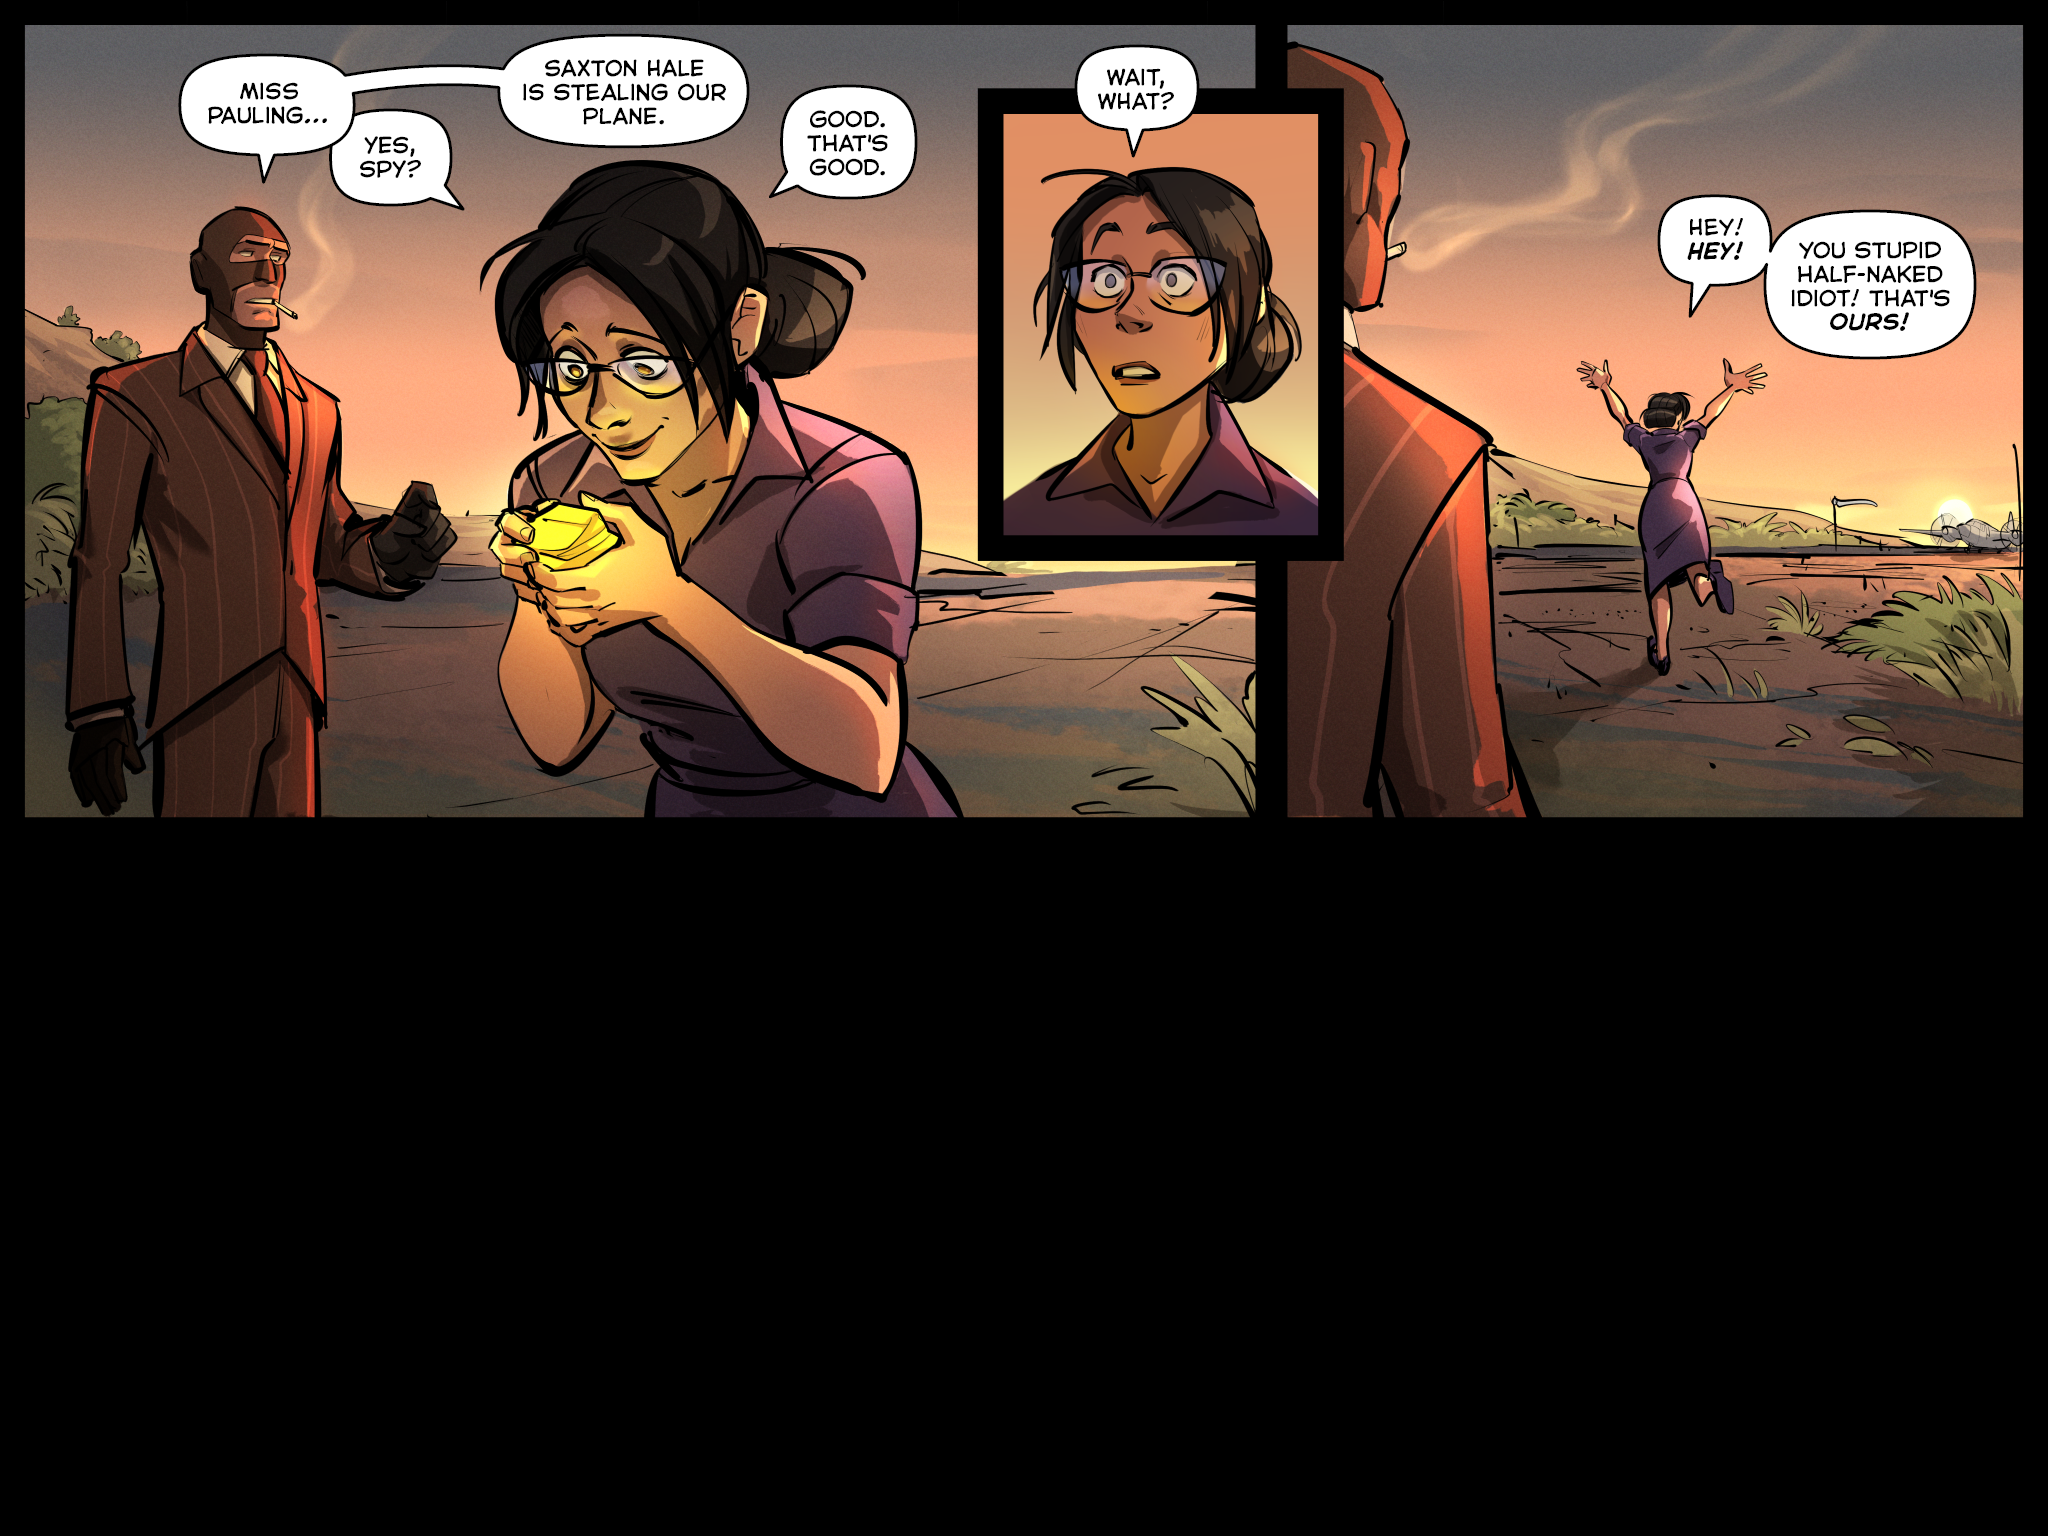 MISS
PAULING...
YES,
SPY?
SAXTON HALE
IS STEALING OUR
PLANE.
GOOD.
THAT'S
GOOD.
WAIT,
WHAT?
HEY!
HEY!
YOU STUPID
HALF-NAKED
IDIOT! THAT'S
OURS!